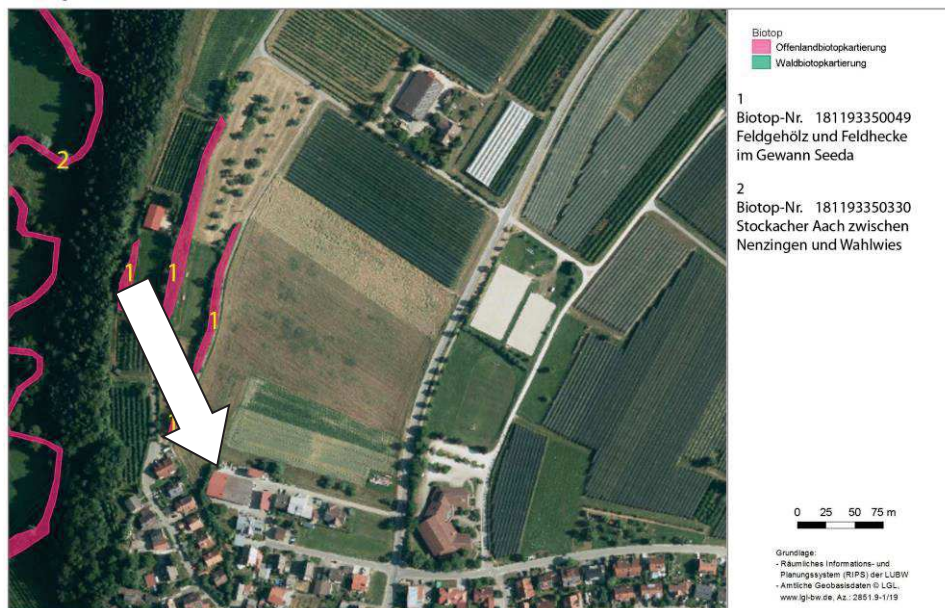 2
1
1
1
1
Biotop
Offenlandbiotopkartierung
Waldbiotopkartierung
1
Biotop-Nr. 181193350049
Feldgehölz und Feldhecke
im Gewann Seeda
2
Biotop-Nr. 181193350330
Stockacher Aach zwischen
Nenzingen und Wahlwies
0 25 50 75 m
Grundlage:
- Räumliches Informations- und
Planungssystem (RIPS) der LUBW
- Amtliche Geobasisdaten © LGL,
www.lgl-bw.de, Az.: 2851.9-1/19